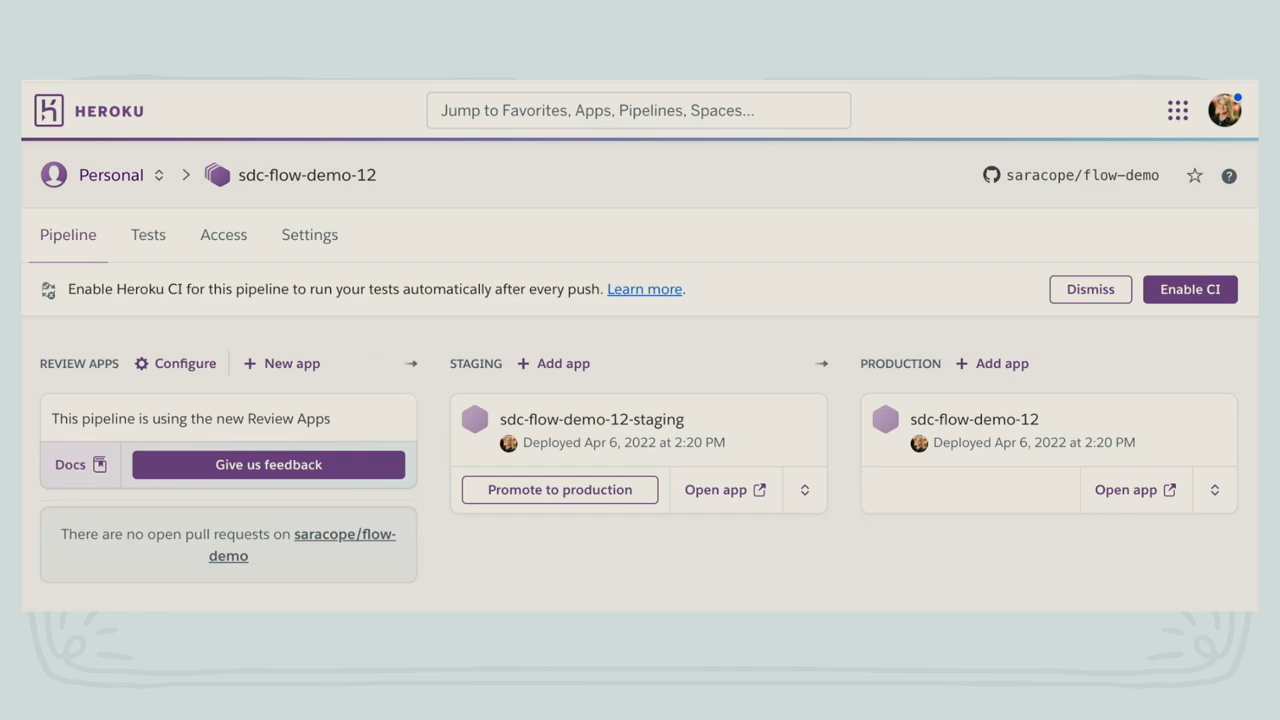 HEROKU
Jump to Favorites, Apps, Pipelines, Spaces...
Personal
sdc-flow-demo-12
saracope/flow-demo
Pipeline
Tests
Access
Settings
Enable Heroku CI for this pipeline to run your tests automatically after every push. Learn more.
Dismiss
Enable CI
REVIEW APPS
Configure
+ New app
This pipeline is using the new Review Apps
Docs
Give us feedback
There are no open pull requests on saracope/flow-
demo
STAGING
+ Add app
sdc-flow-demo-12-staging
Deployed Apr 6, 2022 at 2:20 PM
Promote to production
Open app
PRODUCTION
+ Add app
sdc-flow-demo-12
Deployed Apr 6, 2022 at 2:20 PM
Open app